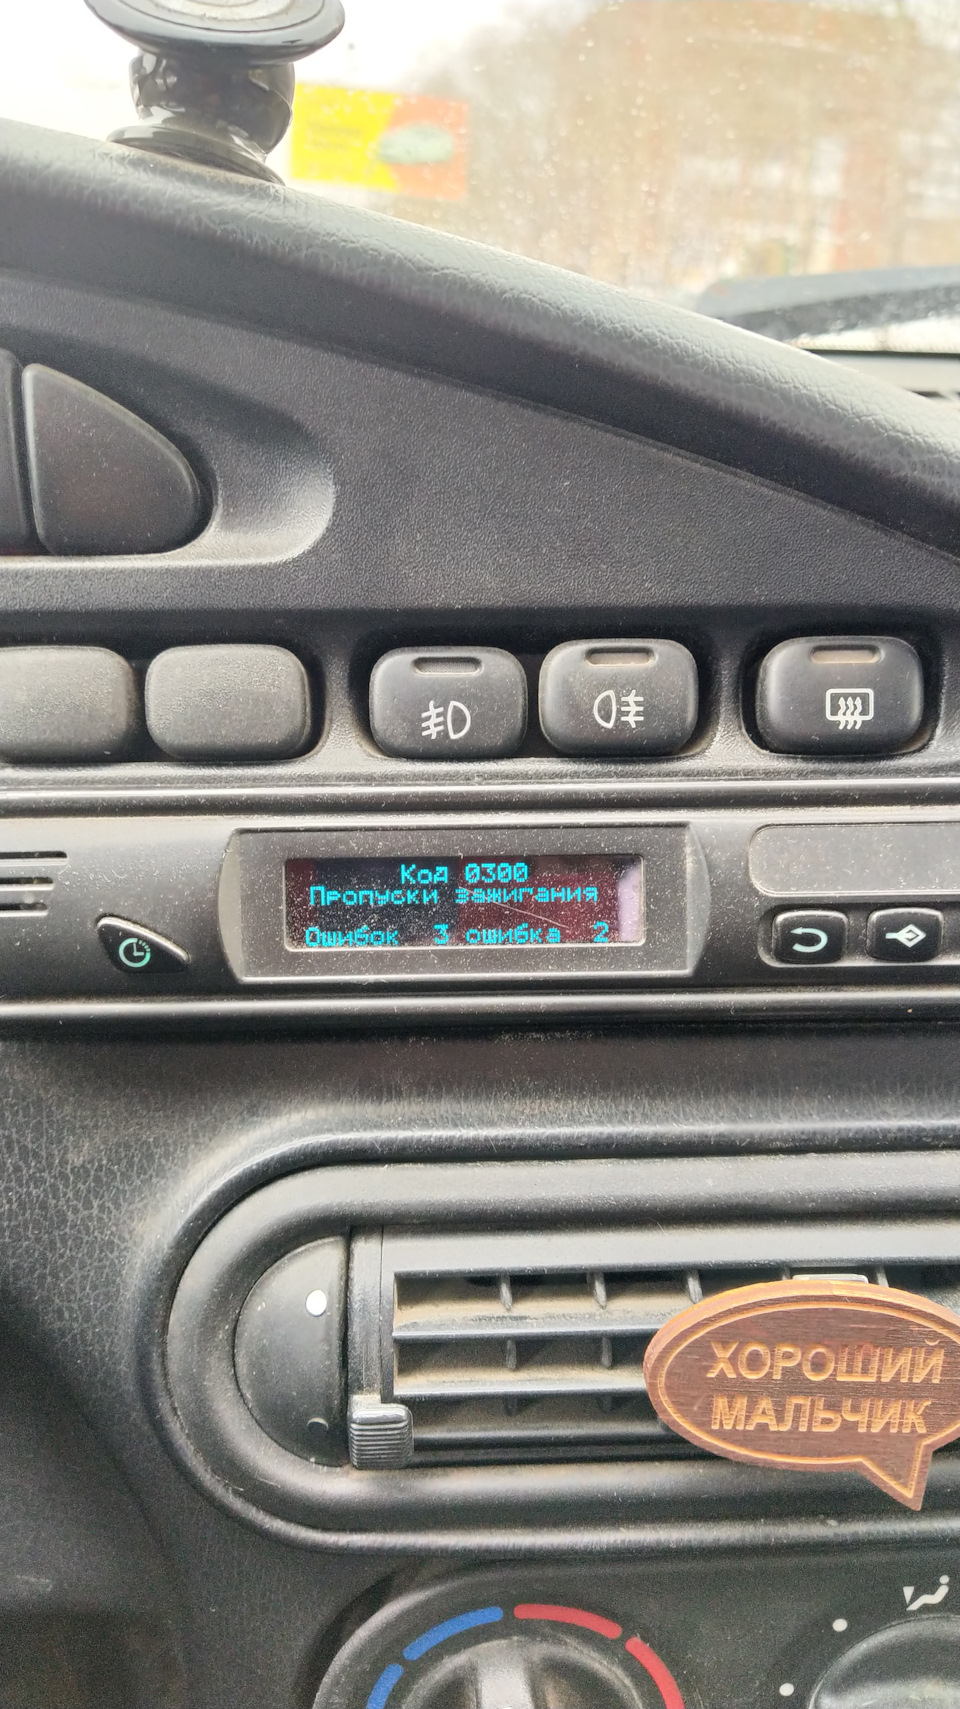 Код 0300
Пропуски зажигания
Ошибок 3 ошибка 2
ХОРОШИЙ
МАЛЬЧИК